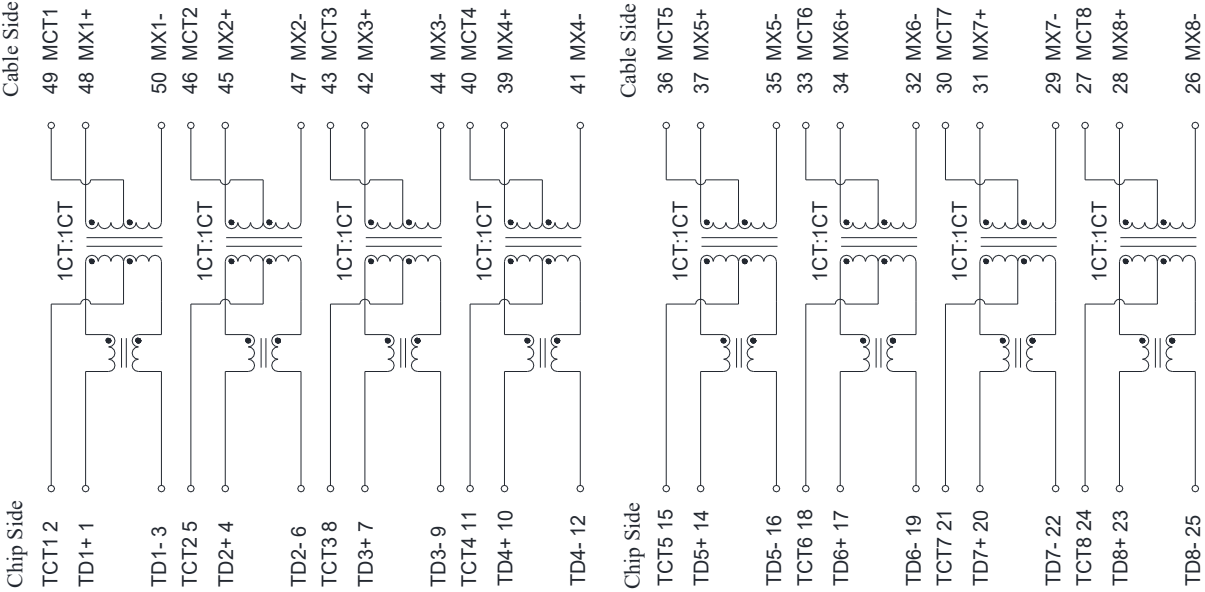 Cable Side
49 MCT1
48 MX1+
50 MX1-
46 MCT2
45 MX2+
47 MX2-
43 MCT3
42 MX3+
44 MX3-
40 MCT4
39 MX4+
41 MX4-
1CT:1CT
1CT:1CT
1CT:1CT
1CT:1CT
Chip Side
TCT1 2
TD1+ 1
TD1- 3
TCT2 5
TD2+ 4
TD2- 6
TCT3 8
TD3+ 7
TD3- 9
TCT4 11
TD4+ 10
TD4- 12
Cable Side
36 MCT5
37 MX5+
35 MX5-
33 MCT6
34 MX6+
32 MX6-
30 MCT7
31 MX7+
29 MX7-
27 MCT8
28 MX8+
26 MX8-
1CT:1CT
1CT:1CT
1CT:1CT
1CT:1CT
Chip Side
TCT5 15
TD5+ 14
TD5- 16
TCT6 18
TD6+ 17
TD6- 19
TCT7 21
TD7+ 20
TD7- 22
TCT8 24
TD8+ 23
TD8- 25